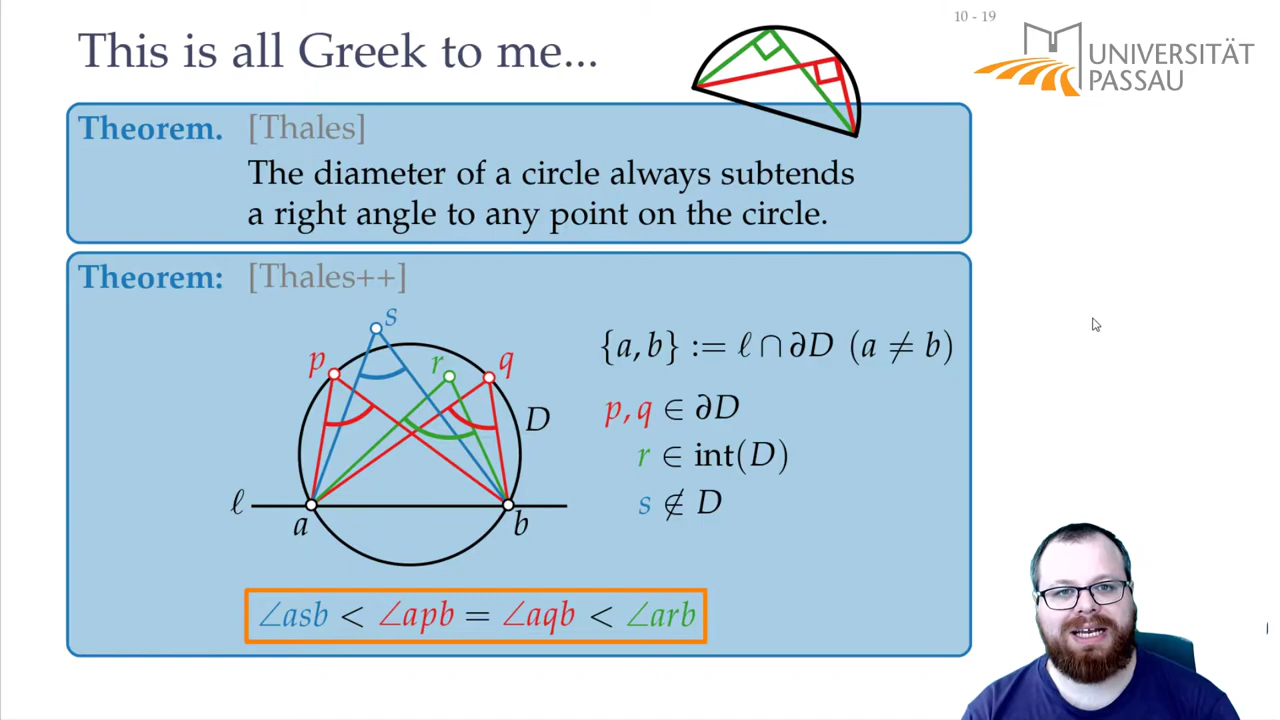 10 - 19
This is all Greek to me...
UNIVERSITÄT
PASSAU
Theorem. [Thales]
The diameter of a circle always subtends
a right angle to any point on the circle.
Theorem: [Thales++]
s
p r q
D
ℓ
a b
{a, b} := ℓ ∩ ∂D (a ≠ b)
p, q ∈ ∂D
r ∈ int(D)
s ∉ D
∠asb < ∠apb = ∠aqb < ∠arb